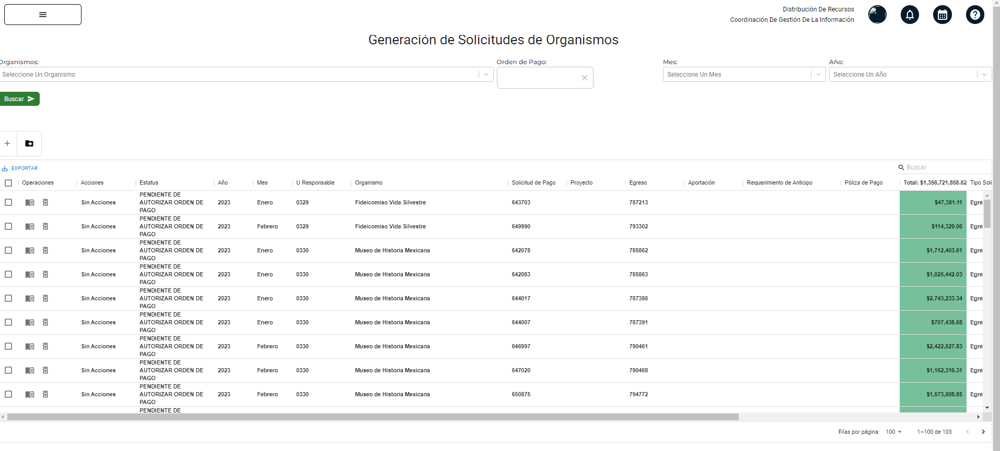 Distribución De Recursos
Coordinación De Gestión De La Información
Generación de Solicitudes de Organismos
Organismos:
Seleccione Un Organismo
Orden de Pago:
Mes:
Seleccione Un Mes
Año:
Seleccione Un Año
Buscar
EXPORTAR
Buscar
Operaciones Acciones Estatus Año Mes U Responsable Organismo Solicitud de Pago Proyecto Egreso Aportación Requerimiento de Anticipo Póliza de Pago Total: $1,356,721,858.82 Tipo Soli
PENDIENTE DE
Sin Acciones AUTORIZAR ORDEN DE 2023 Enero 0329 Fideicomiso Vida Silvestre 643703 787213 $47,381.11 Egre
PAGO
PENDIENTE DE
Sin Acciones AUTORIZAR ORDEN DE 2023 Febrero 0329 Fideicomiso Vida Silvestre 649990 793302 $114,329.06 Egre
PAGO
PENDIENTE DE
Sin Acciones AUTORIZAR ORDEN DE 2023 Enero 0330 Museo de Historia Mexicana 642078 785862 $1,712,403.61 Egre
PAGO
PENDIENTE DE
Sin Acciones AUTORIZAR ORDEN DE 2023 Enero 0330 Museo de Historia Mexicana 642083 785863 $1,025,442.03 Egre
PAGO
PENDIENTE DE
Sin Acciones AUTORIZAR ORDEN DE 2023 Enero 0330 Museo de Historia Mexicana 644017 787386 $2,743,233.34 Egre
PAGO
PENDIENTE DE
Sin Acciones AUTORIZAR ORDEN DE 2023 Enero 0330 Museo de Historia Mexicana 644007 787391 $707,438.68 Egre
PAGO
PENDIENTE DE
Sin Acciones AUTORIZAR ORDEN DE 2023 Febrero 0330 Museo de Historia Mexicana 646997 790461 $2,422,827.83 Egre
PAGO
PENDIENTE DE
Sin Acciones AUTORIZAR ORDEN DE 2023 Febrero 0330 Museo de Historia Mexicana 647020 790468 $1,162,316.31 Egre
PAGO
PENDIENTE DE
Sin Acciones AUTORIZAR ORDEN DE 2023 Febrero 0330 Museo de Historia Mexicana 650875 794772 $1,573,808.85 Egre
PAGO
PENDIENTE DE
Filas por página: 100 1–100 de 103